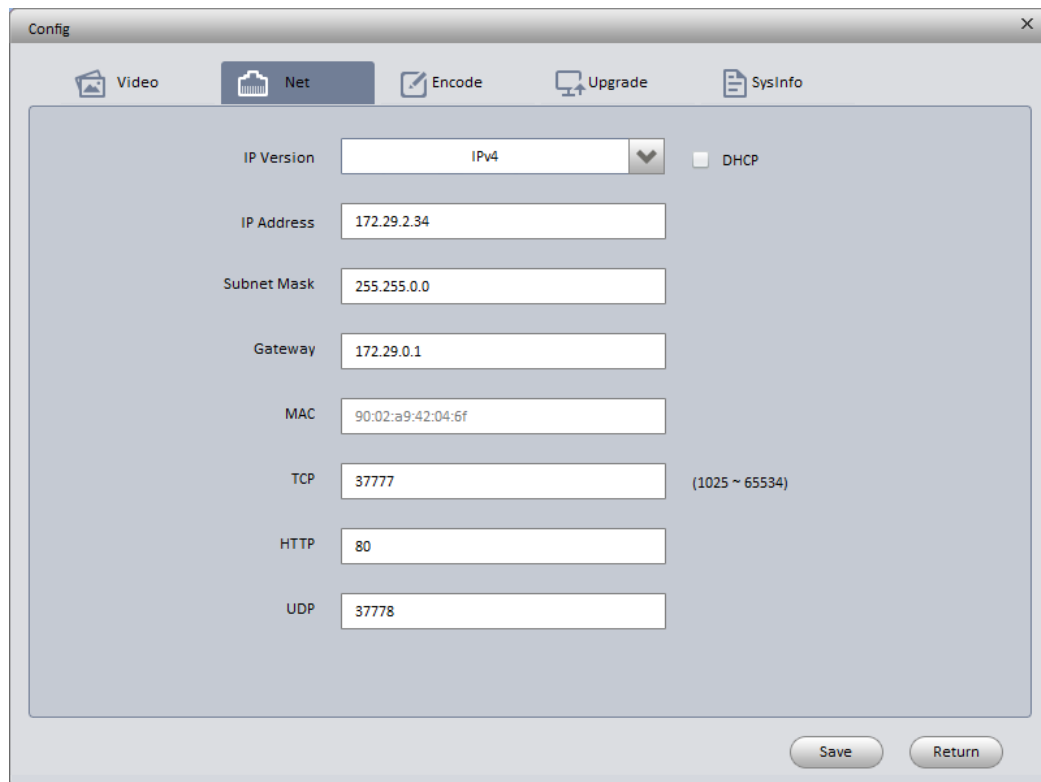 Config
Video Net Encode Upgrade SysInfo
IP Version IPv4 DHCP
IP Address 172.29.2.34
Subnet Mask 255.255.0.0
Gateway 172.29.0.1
MAC 90:02:a9:42:04:6f
TCP 37777 (1025 ~ 65534)
HTTP 80
UDP 37778
Save Return